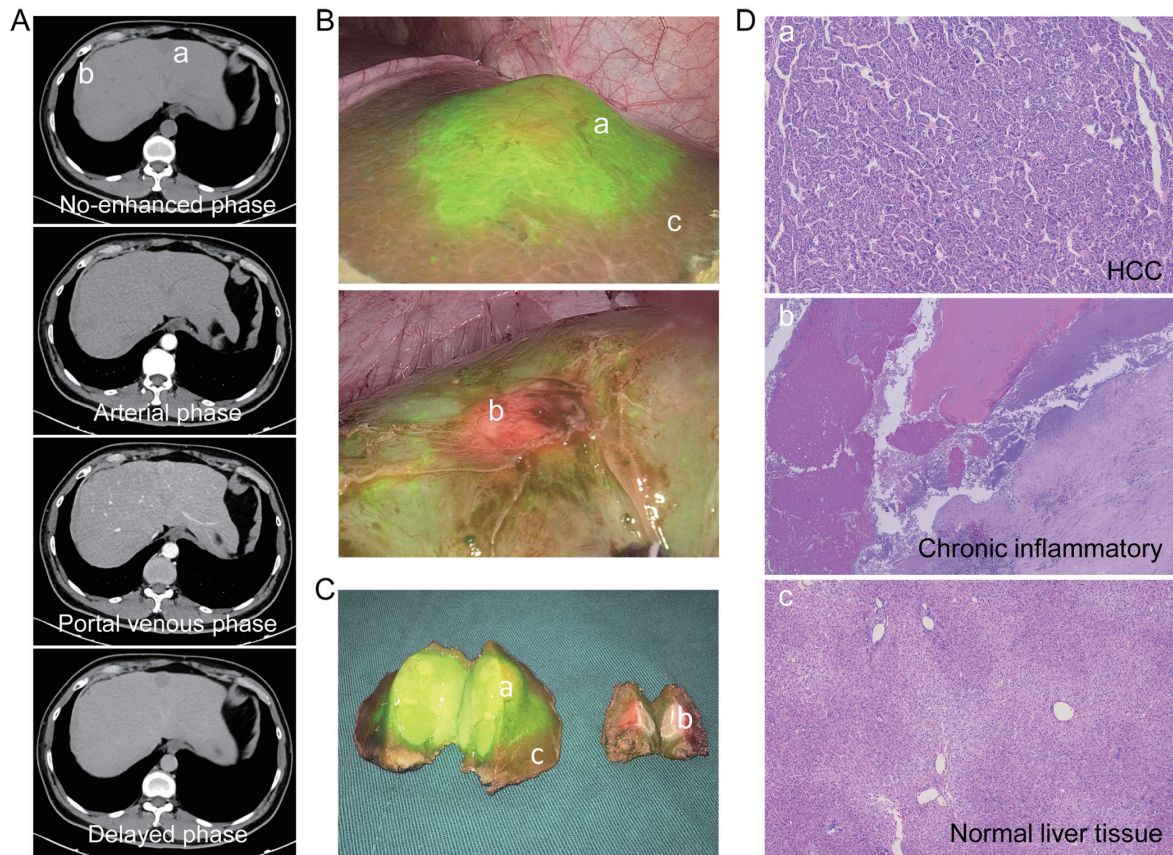 A
a
b
No-enhanced phase
Arterial phase
Portal venous phase
Delayed phase
B
a
c
b
C
a
c
b
D
a
HCC
b
Chronic inflammatory
c
Normal liver tissue